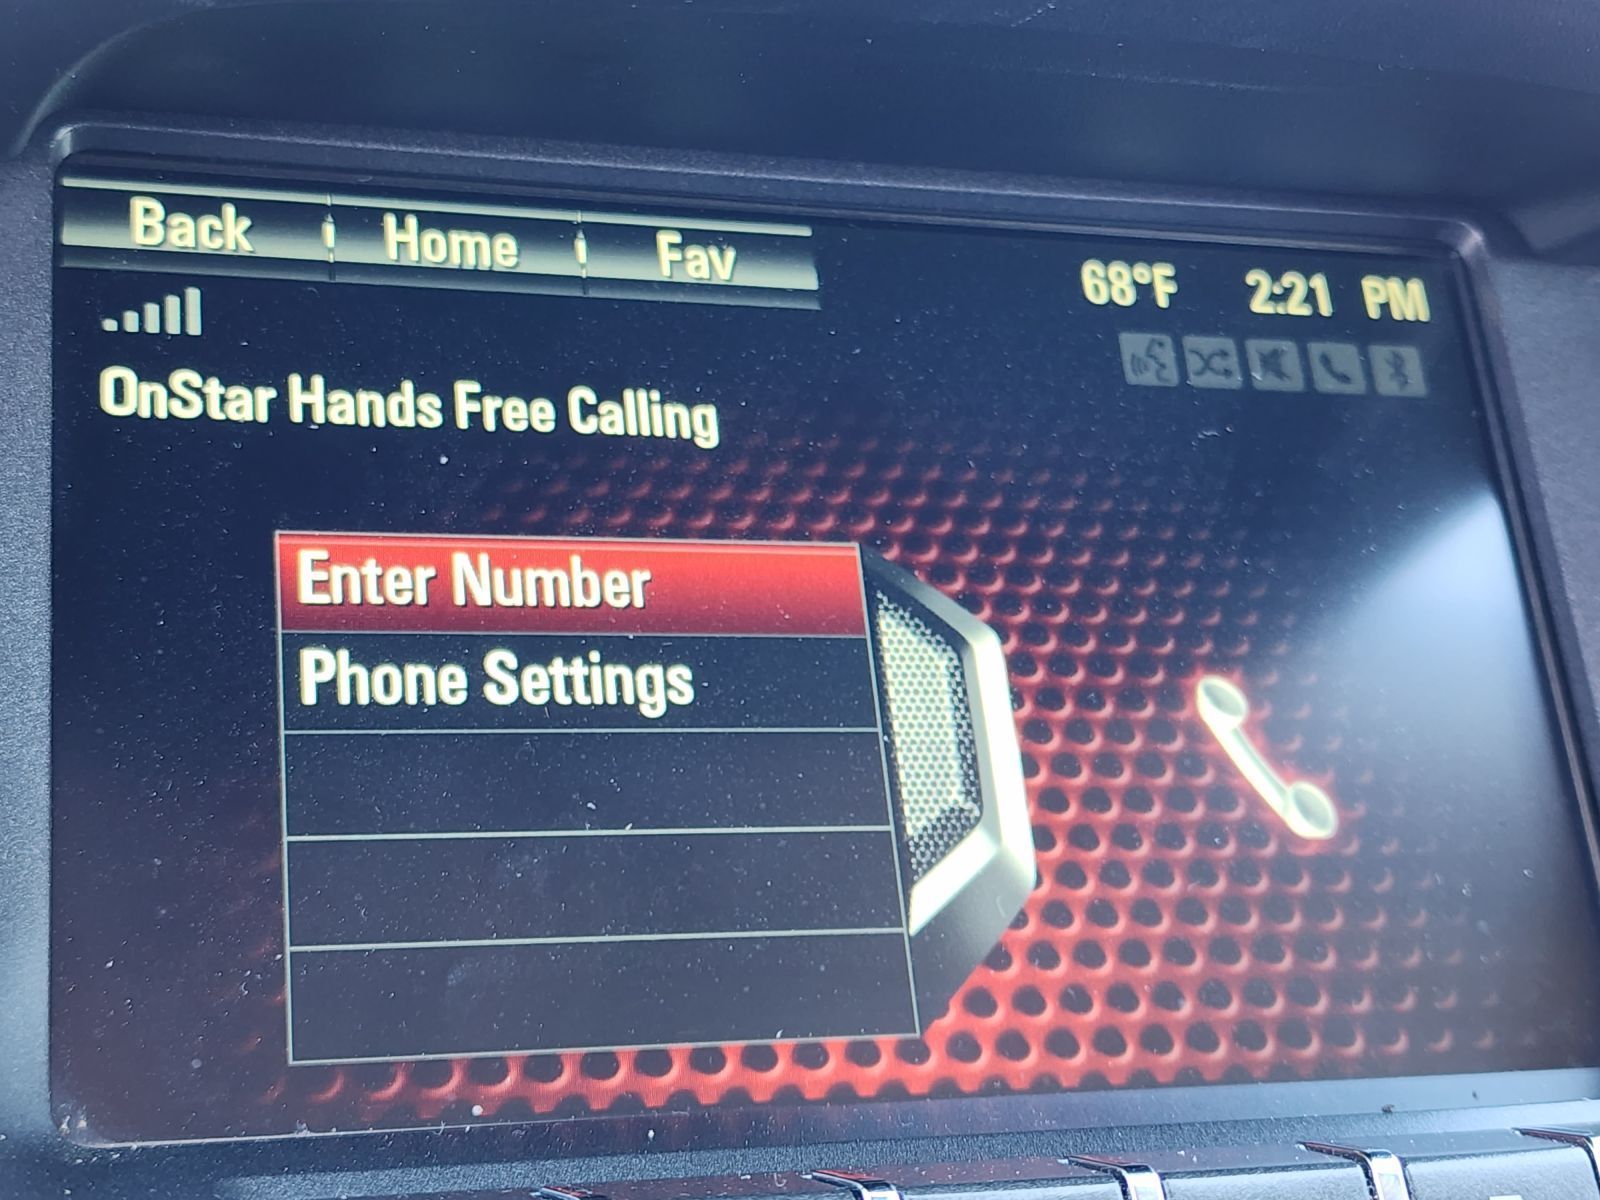 Back Home Fav
68°F 2:21 PM
OnStar Hands Free Calling
Enter Number
Phone Settings